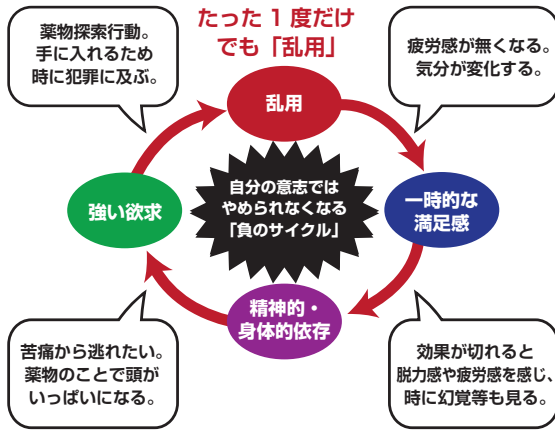 たった 1 度だけ
でも「乱用」
薬物探索行動。
手に入れるため
時に犯罪に及ぶ。
疲労感が無くなる。
気分が変化する。
乱用
自分の意志では
やめられなくなる
「負のサイクル」
強い欲求
一時的な
満足感
精神的・
身体的依存
苦痛から逃れたい。
薬物のことで頭が
いっぱいになる。
効果が切れると
脱力感や疲労感を感じ、
時に幻覚等も見る。